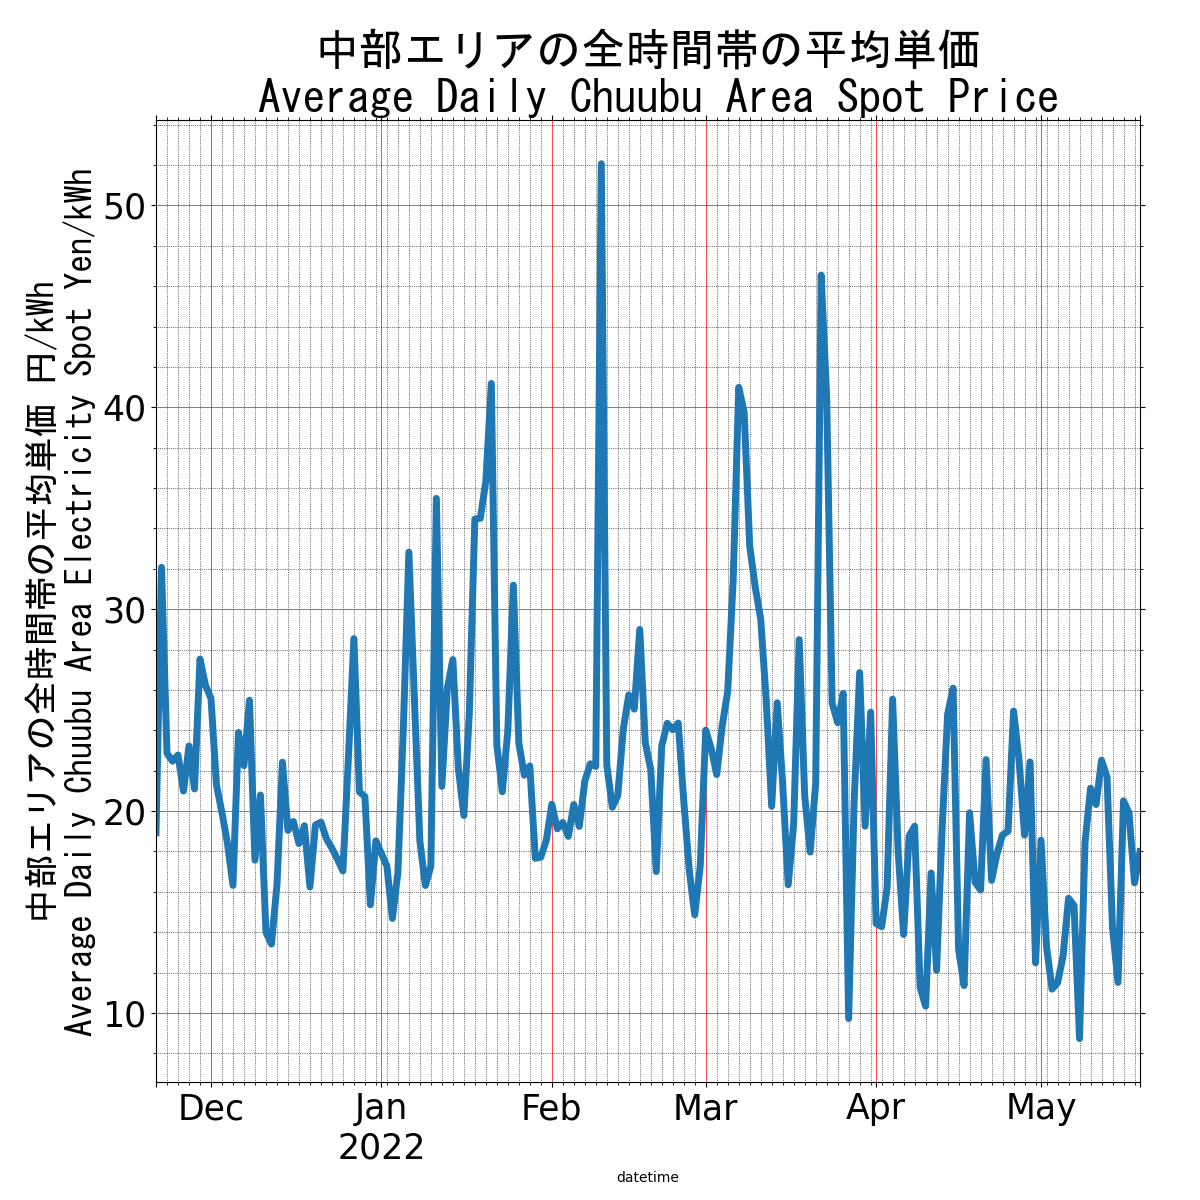 中部エリアの全時間帯の平均単価
Average Daily Chuubu Area Spot Price
中部エリアの全時間帯の平均単価 円/kWh
Average Daily Chuubu Area Electricity Spot Yen/kWh
50
40
30
20
10
Dec Jan Feb Mar Apr May
2022
datetime